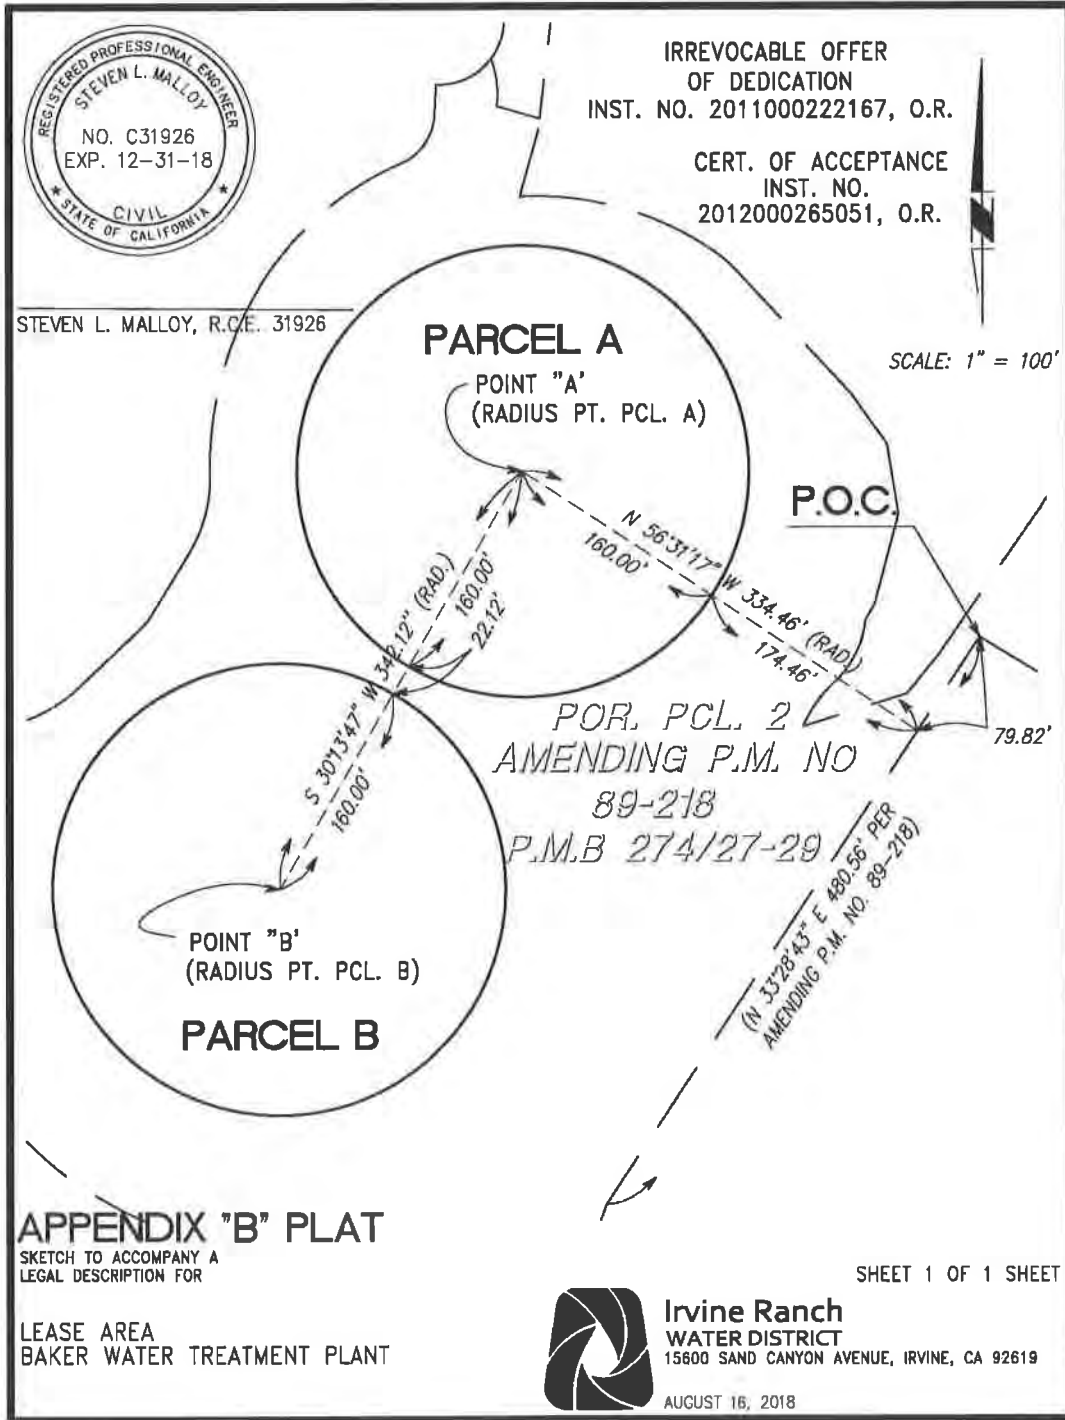 REGISTERED PROFESSIONAL ENGINEER
STEVEN L. MALLOY
NO. C31926
EXP. 12-31-18
CIVIL
STATE OF CALIFORNIA
STEVEN L. MALLOY, R.C.E. 31926
IRREVOCABLE OFFER
OF DEDICATION
INST. NO. 2011000222167, O.R.
CERT. OF ACCEPTANCE
INST. NO.
2012000265051, O.R.
N
SCALE: 1" = 100'
PARCEL A
POINT "A'
(RADIUS PT. PCL. A)
P.O.C.
N 56°31'17" W 334.46' (RAD.)
160.00'
174.46'
79.82'
S 30°13'47" W 342.12" (RAD.)
160.00'
22.12'
160.00'
POR. PCL. 2
AMENDING P.M. NO
89-218
P.M.B 274/27-29
(N 33°28'43" E 480.56' PER
AMENDING P.M. NO. 89-218)
POINT "B'
(RADIUS PT. PCL. B)
PARCEL B
APPENDIX "B" PLAT
SKETCH TO ACCOMPANY A
LEGAL DESCRIPTION FOR
LEASE AREA
BAKER WATER TREATMENT PLANT
SHEET 1 OF 1 SHEET
Irvine Ranch
WATER DISTRICT
15600 SAND CANYON AVENUE, IRVINE, CA 92619
AUGUST 16, 2018